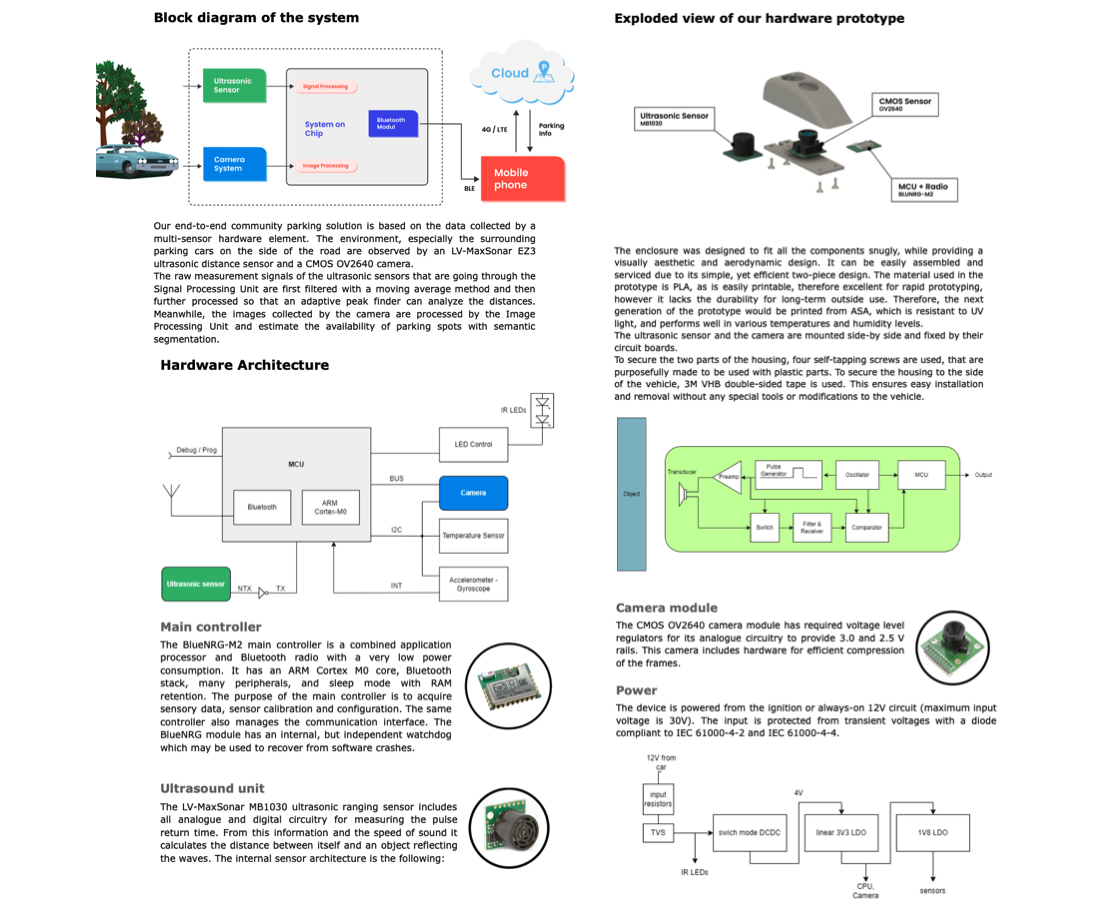 Block diagram of the system
Ultrasonic
Sensor
Signal Processing
System on
Chip
Bluetooth
Modul
Camera
System
Image Processing
Cloud
P
4G / LTE
Parking
Info
BLE
Mobile
phone
Our end-to-end community parking solution is based on the data collected by a
multi-sensor hardware element. The environment, especially the surrounding
parking cars on the side of the road are observed by an LV-MaxSonar EZ3
ultrasonic distance sensor and a CMOS OV2640 camera.
The raw measurement signals of the ultrasonic sensors that are going through the
Signal Processing Unit are first filtered with a moving average method and then
further processed so that an adaptive peak finder can analyze the distances.
Meanwhile, the images collected by the camera are processed by the Image
Processing Unit and estimate the availability of parking spots with semantic
segmentation.
Hardware Architecture
IR LEDs
Debug / Prog
MCU
LED Control
BUS
Camera
Bluetooth
ARM
Cortex-M0
I2C
Temperature Sensor
Ultrasonic sensor
NTX
TX
INT
Accelerometer -
Gyroscope
Main controller
The BlueNRG-M2 main controller is a combined application
processor and Bluetooth radio with a very low power
consumption. It has an ARM Cortex M0 core, Bluetooth
stack, many peripherals, and sleep mode with RAM
retention. The purpose of the main controller is to acquire
sensory data, sensor calibration and configuration. The same
controller also manages the communication interface. The
BlueNRG module has an internal, but independent watchdog
which may be used to recover from software crashes.
Ultrasound unit
The LV-MaxSonar MB1030 ultrasonic ranging sensor includes
all analogue and digital circuitry for measuring the pulse
return time. From this information and the speed of sound it
calculates the distance between itself and an object reflecting
the waves. The internal sensor architecture is the following:
Exploded view of our hardware prototype
Ultrasonic Sensor
MB1030
CMOS Sensor
OV2640
MCU + Radio
BLUNRG-M2
The enclosure was designed to fit all the components snugly, while providing a
visually aesthetic and aerodynamic design. It can be easily assembled and
serviced due to its simple, yet efficient two-piece design. The material used in the
prototype is PLA, as is easily printable, therefore excellent for rapid prototyping,
however it lacks the durability for long-term outside use. Therefore, the next
generation of the prototype would be printed from ASA, which is resistant to UV
light, and performs well in various temperatures and humidity levels.
The ultrasonic sensor and the camera are mounted side-by side and fixed by their
circuit boards.
To secure the two parts of the housing, four self-tapping screws are used, that are
purposefully made to be used with plastic parts. To secure the housing to the side
of the vehicle, 3M VHB double-sided tape is used. This ensures easy installation
and removal without any special tools or modifications to the vehicle.
Object
Transducer
Preamp
Pulse
Generator
Oscillator
MCU
Output
Switch
Filter &
Receiver
Comparater
Camera module
The CMOS OV2640 camera module has required voltage level
regulators for its analogue circuitry to provide 3.0 and 2.5 V
rails. This camera includes hardware for efficient compression
of the frames.
Power
The device is powered from the ignition or always-on 12V circuit (maximum input
voltage is 30V). The input is protected from transient voltages with a diode
compliant to IEC 61000-4-2 and IEC 61000-4-4.
12V from
car
input
resistors
TVS
swich mode DCDC
4V
linear 3V3 LDO
1V8 LDO
IR LEDs
CPU,
Camera
sensors